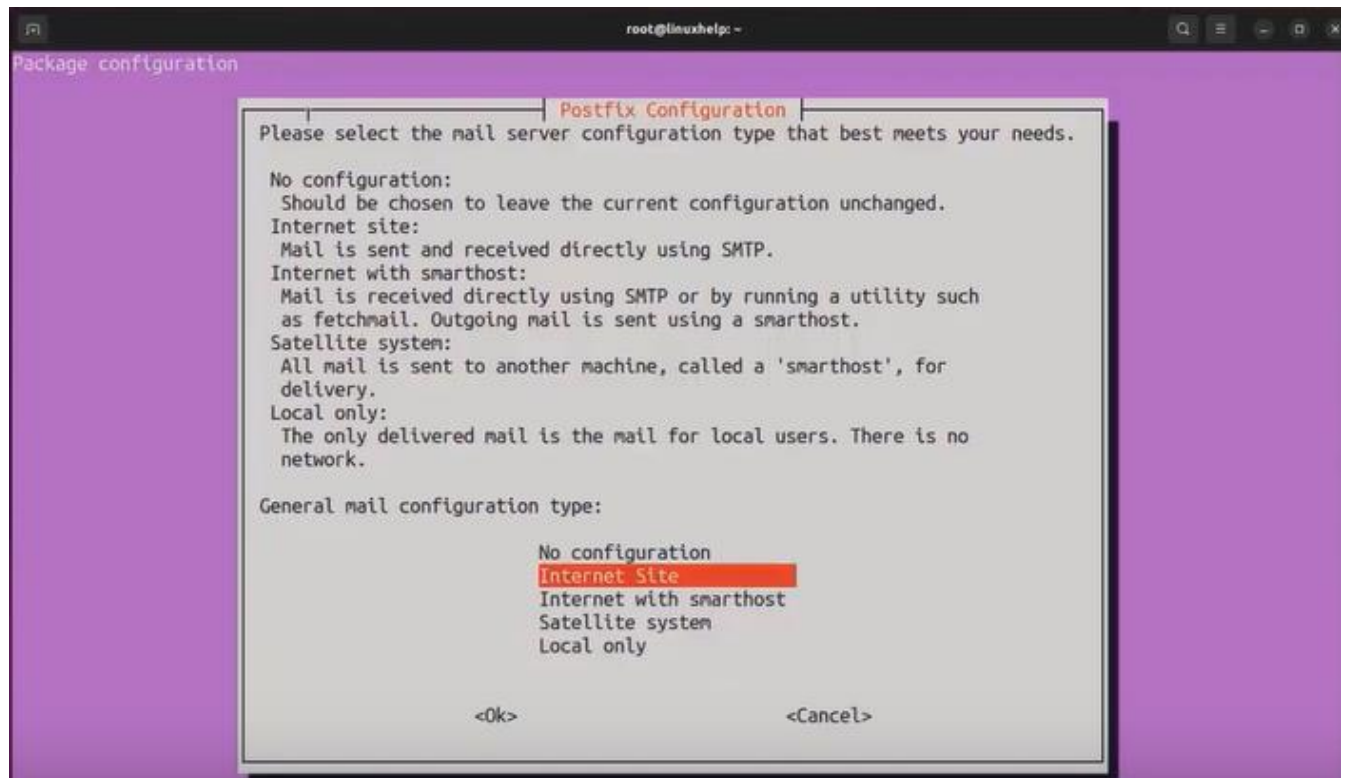 root@linuxhelp: ~
Package configuration
Postfix Configuration
Please select the mail server configuration type that best meets your needs.
No configuration:
Should be chosen to leave the current configuration unchanged.
Internet site:
Mail is sent and received directly using SMTP.
Internet with smarthost:
Mail is received directly using SMTP or by running a utility such
as fetchmail. Outgoing mail is sent using a smarthost.
Satellite system:
All mail is sent to another machine, called a 'smarthost', for
delivery.
Local only:
The only delivered mail is the mail for local users. There is no
network.
General mail configuration type:
No configuration
Internet Site
Internet with smarthost
Satellite system
Local only
<Ok> <Cancel>